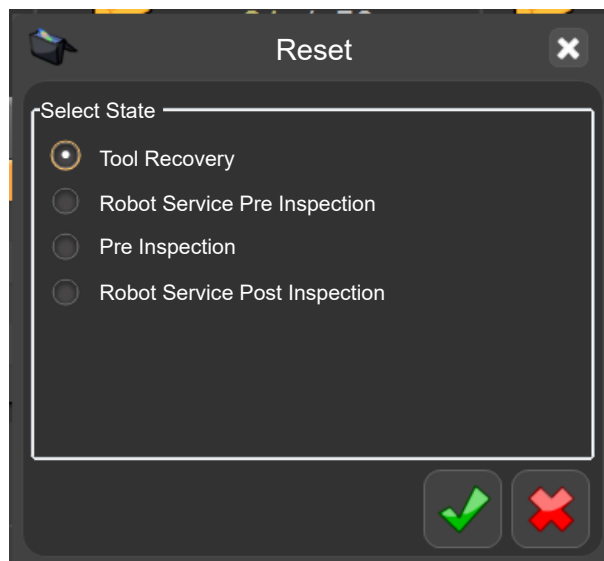 Reset
Select State
Tool Recovery
Robot Service Pre Inspection
Pre Inspection
Robot Service Post Inspection